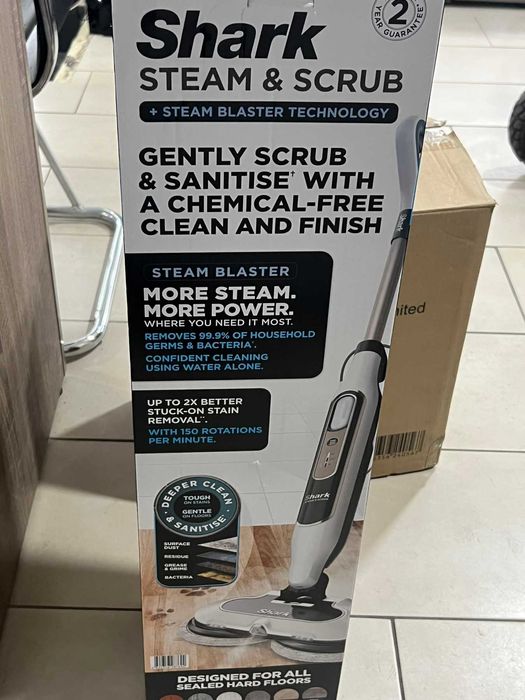 Shark
2
YEAR GUARANTEE
STEAM & SCRUB
+ STEAM BLASTER TECHNOLOGY
GENTLY SCRUB
& SANITISE† WITH
A CHEMICAL-FREE
CLEAN AND FINISH
STEAM BLASTER
MORE STEAM.
MORE POWER.
WHERE YOU NEED IT MOST.
REMOVES 99.9% OF HOUSEHOLD
GERMS & BACTERIA*.
CONFIDENT CLEANING
USING WATER ALONE.
UP TO 2X BETTER
STUCK-ON STAIN
REMOVAL**.
WITH 150 ROTATIONS
PER MINUTE.
DEEPER CLEAN
& SANITISE†
TOUGH
ON STAINS
GENTLE
ON FLOORS
SURFACE
DUST
RESIDUE
GREASE
& GRIME
BACTERIA
Shark
Shark
Shark
DESIGNED FOR ALL
SEALED HARD FLOORS